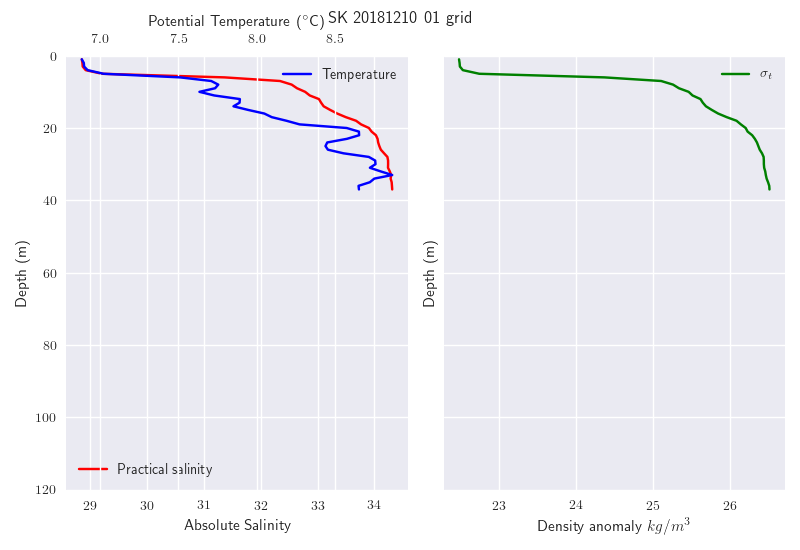 SK 20181210 01 grid
Potential Temperature (°C)
7.0 7.5 8.0 8.5
Temperature
σt
0
20
40
60
80
100
120
Depth (m)
Depth (m)
Practical salinity
29 30 31 32 33 34
23 24 25 26
Absolute Salinity
Density anomaly kg/m³